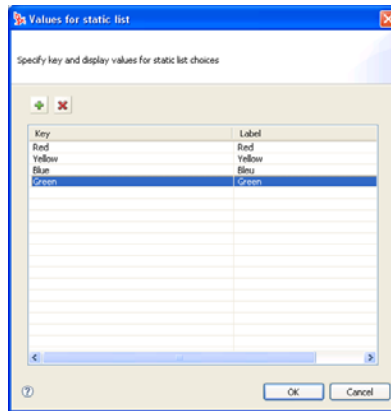 Values for static list
Specify key and display values for static list choices
Key Label
Red Red
Yellow Yellow
Blue Bleu
Green Green
OK Cancel